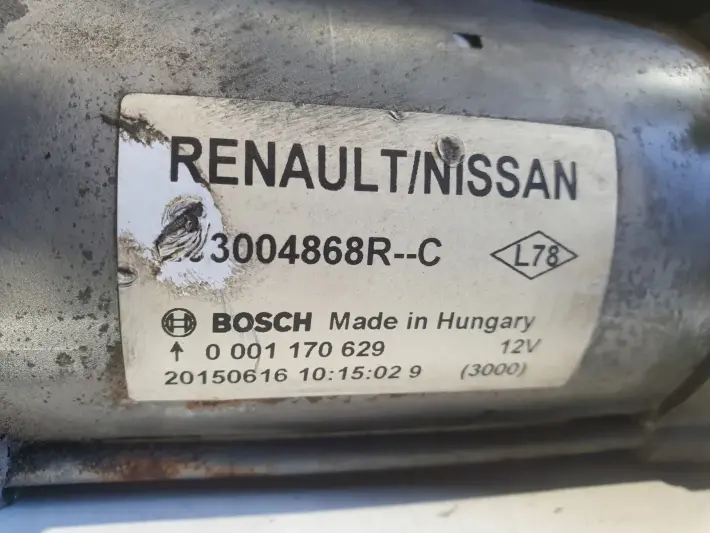 RENAULT/NISSAN
3004868R--C
L78
BOSCH Made in Hungary
↑ 0 001 170 629 12V
20150616 10:15:02 9 (3000)